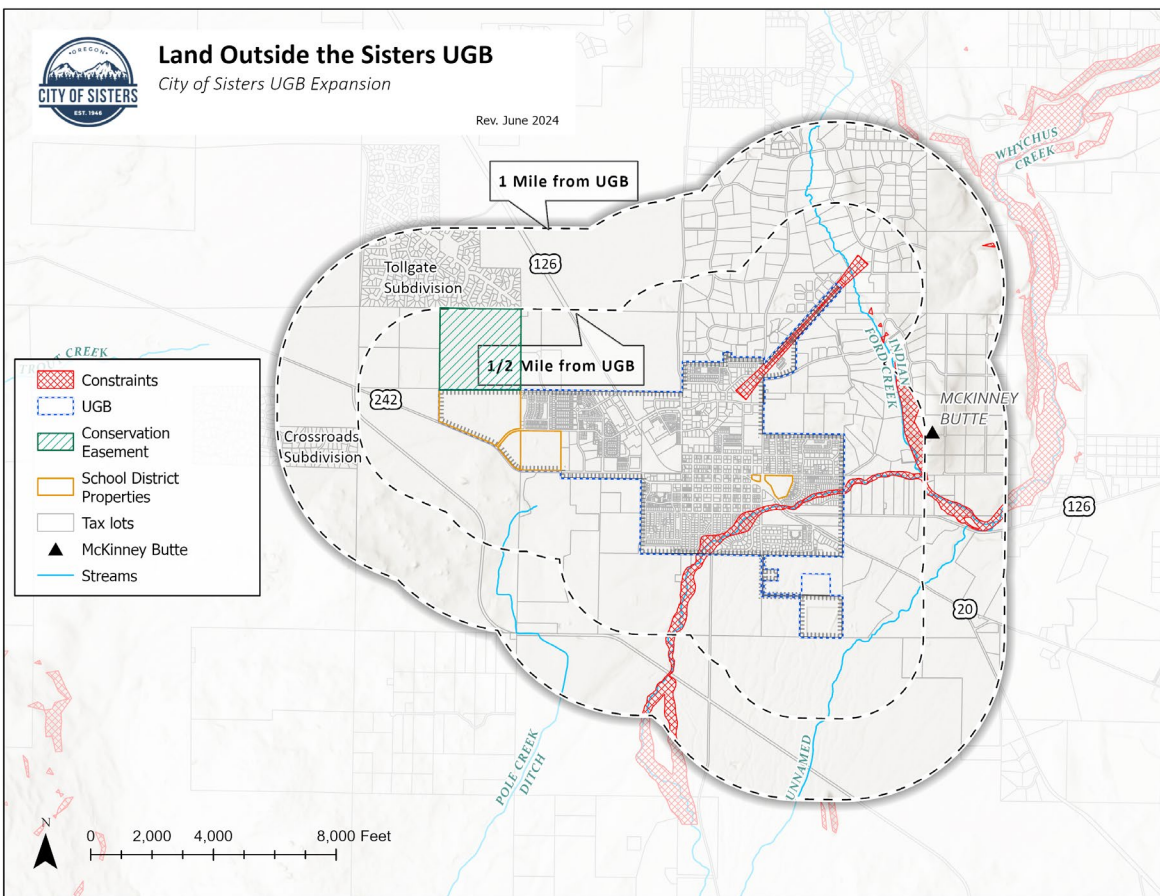 OREGON
CITY OF SISTERS
EST. 1946
Land Outside the Sisters UGB
City of Sisters UGB Expansion
Rev. June 2024
1 Mile from UGB
WHYCHUS
CREEK
126
Tollgate
Subdivision
1/2 Mile from UGB
INDIAN
FORD CREEK
TROUT CREEK
242
MCKINNEY
BUTTE
Crossroads
Subdivision
126
20
Constraints
UGB
Conservation
Easement
School District
Properties
Tax lots
McKinney Butte
Streams
POLE CREEK
DITCH
UNNAMED
N
0 2,000 4,000 8,000 Feet